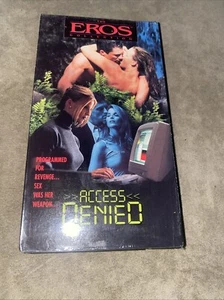 EROS
PROGRAMMED
FOR
REVENGE...
SEX
WAS HER
WEAPON...
>>ACCESS<<
DENIED